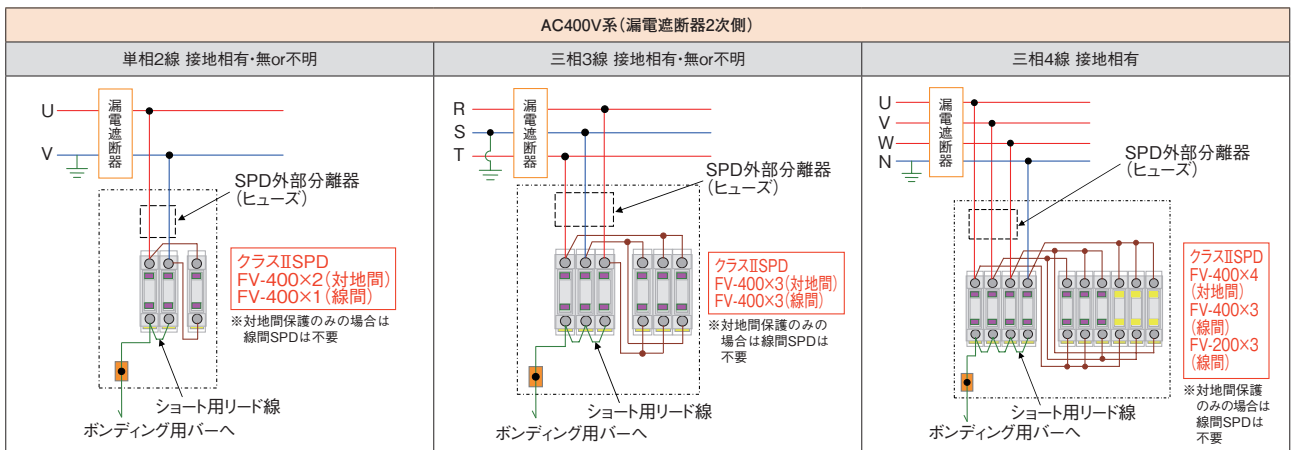 AC400V系(漏電遮断器2次側)
単相2線 接地相有・無or不明
U
V
漏電遮断器
SPD外部分離器
(ヒューズ)
クラスⅡSPD
FV-400×2(対地間)
FV-400×1(線間)
※対地間保護のみの場合は
線間SPDは不要
ショート用リード線
ボンディング用バーへ
三相3線 接地相有・無or不明
R
S
T
漏電遮断器
SPD外部分離器
(ヒューズ)
クラスⅡSPD
FV-400×3(対地間)
FV-400×3(線間)
※対地間保護のみの
場合は線間SPDは
不要
ショート用リード線
ボンディング用バーへ
三相4線 接地相有
U
V
W
N
漏電遮断器
SPD外部分離器
(ヒューズ)
クラスⅡSPD
FV-400×4
(対地間)
FV-400×3
(線間)
FV-200×3
(線間)
※対地間保護
のみの場合は
線間SPDは
不要
ショート用リード線
ボンディング用バーへ